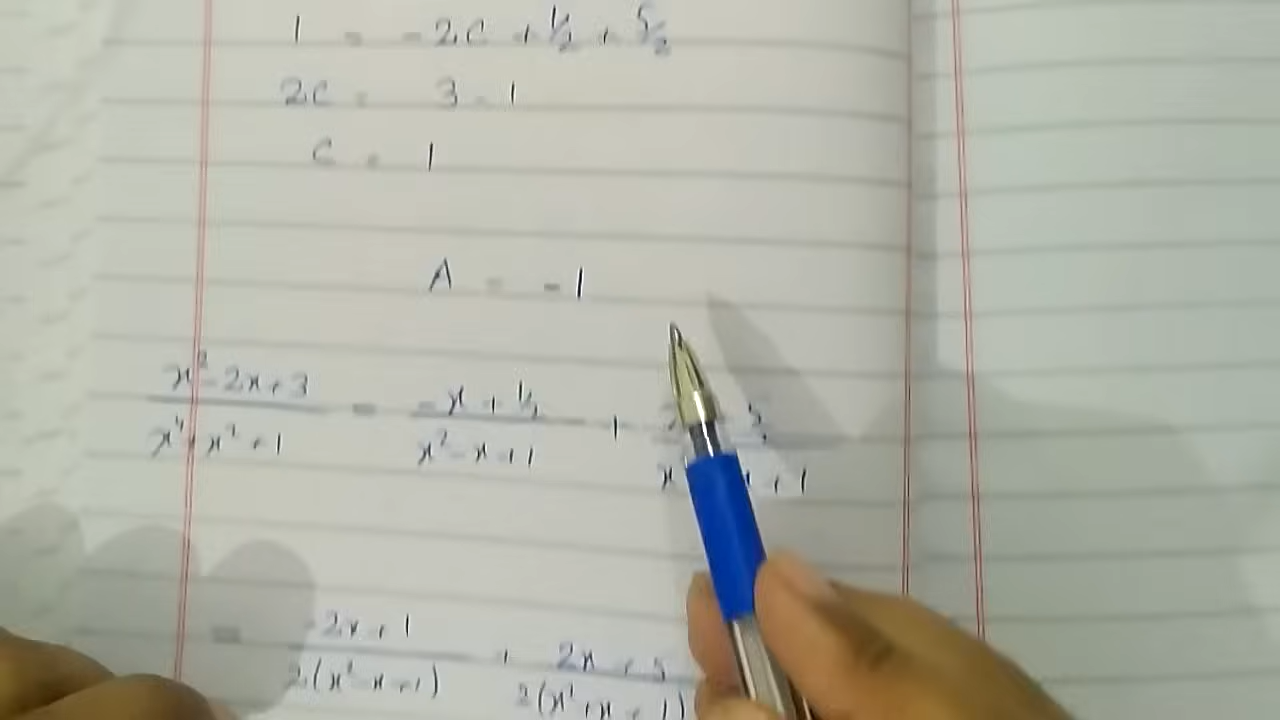 1 = -2C + 1/2 + 5/2
2C = 3 - 1
C = 1
A = -1
x² - 2x + 3 / x⁴ + x² + 1 = -x + 1/2 / x² - x + 1 +
= -2x + 1 / 2(x² - x + 1) + 2x + 5 / 2(x² + x + 1)